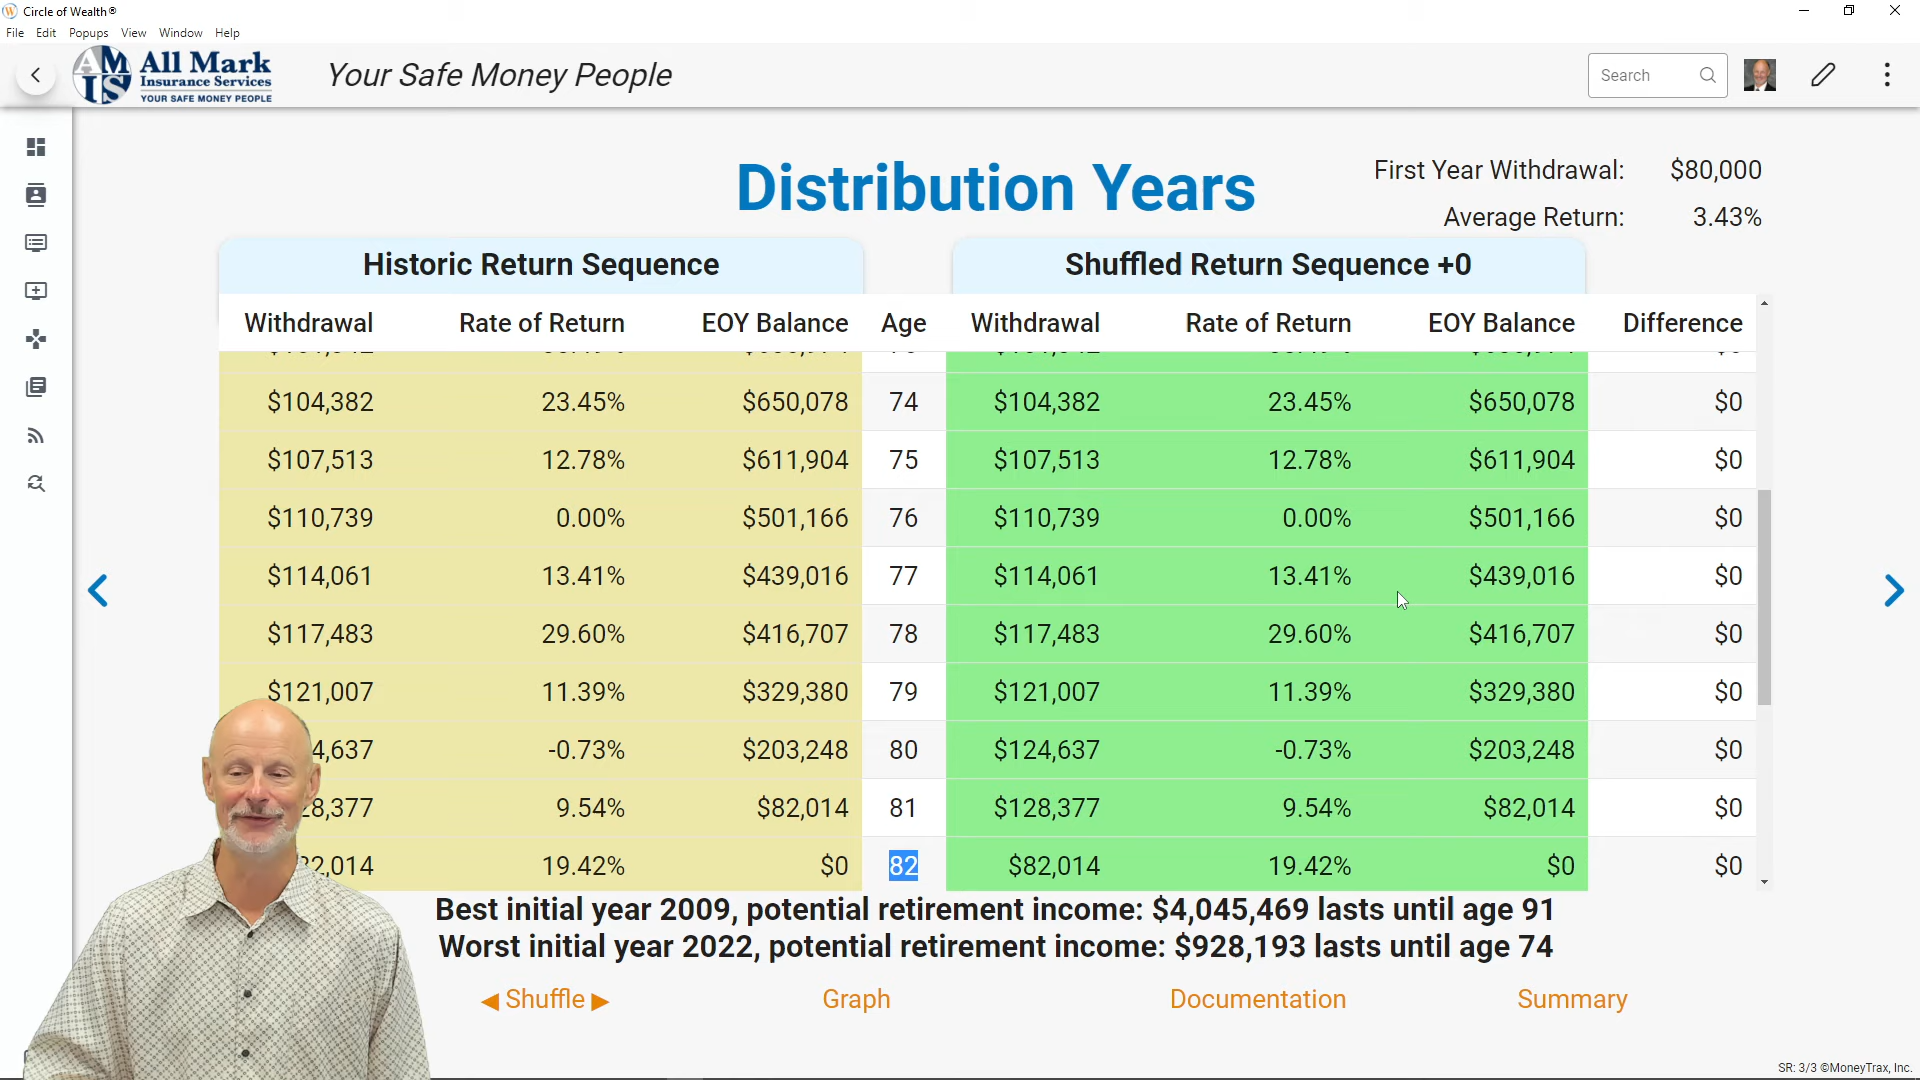 Circle of Wealth®
File Edit Popups View Window Help
AMIS All Mark
Insurance Services
YOUR SAFE MONEY PEOPLE
Your Safe Money People
Search
Distribution Years
First Year Withdrawal: $80,000
Average Return: 3.43%
Historic Return Sequence Shuffled Return Sequence +0
Withdrawal Rate of Return EOY Balance Age Withdrawal Rate of Return EOY Balance Difference
$104,382 23.45% $650,078 74 $104,382 23.45% $650,078 $0
$107,513 12.78% $611,904 75 $107,513 12.78% $611,904 $0
$110,739 0.00% $501,166 76 $110,739 0.00% $501,166 $0
$114,061 13.41% $439,016 77 $114,061 13.41% $439,016 $0
$117,483 29.60% $416,707 78 $117,483 29.60% $416,707 $0
$121,007 11.39% $329,380 79 $121,007 11.39% $329,380 $0
4,637 -0.73% $203,248 80 $124,637 -0.73% $203,248 $0
28,377 9.54% $82,014 81 $128,377 9.54% $82,014 $0
2,014 19.42% $0 82 $82,014 19.42% $0 $0
Best initial year 2009, potential retirement income: $4,045,469 lasts until age 91
Worst initial year 2022, potential retirement income: $928,193 lasts until age 74
◀ Shuffle ▶ Graph Documentation Summary
SR: 3/3 ©MoneyTrax, Inc.